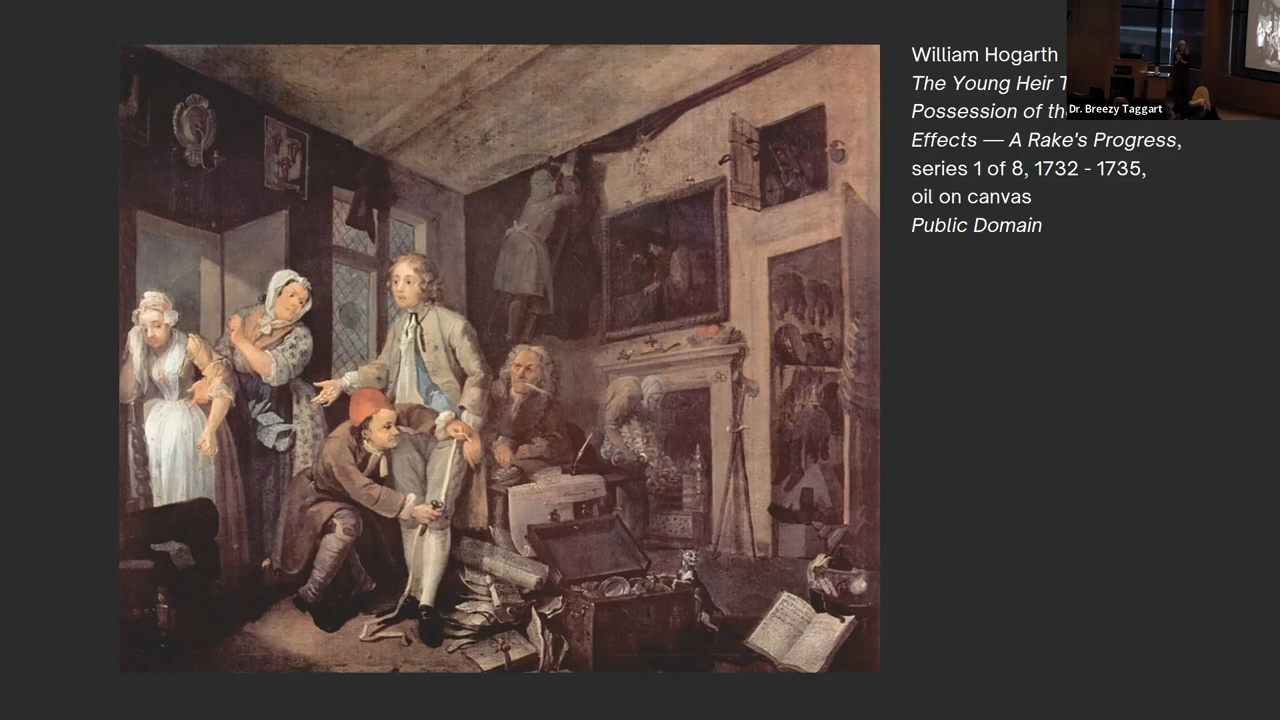 William Hogarth
The Young Heir
Possession of
Effects — A Rake's Progress,
series 1 of 8, 1732 - 1735,
oil on canvas
Public Domain
Dr. Breezy Taggart